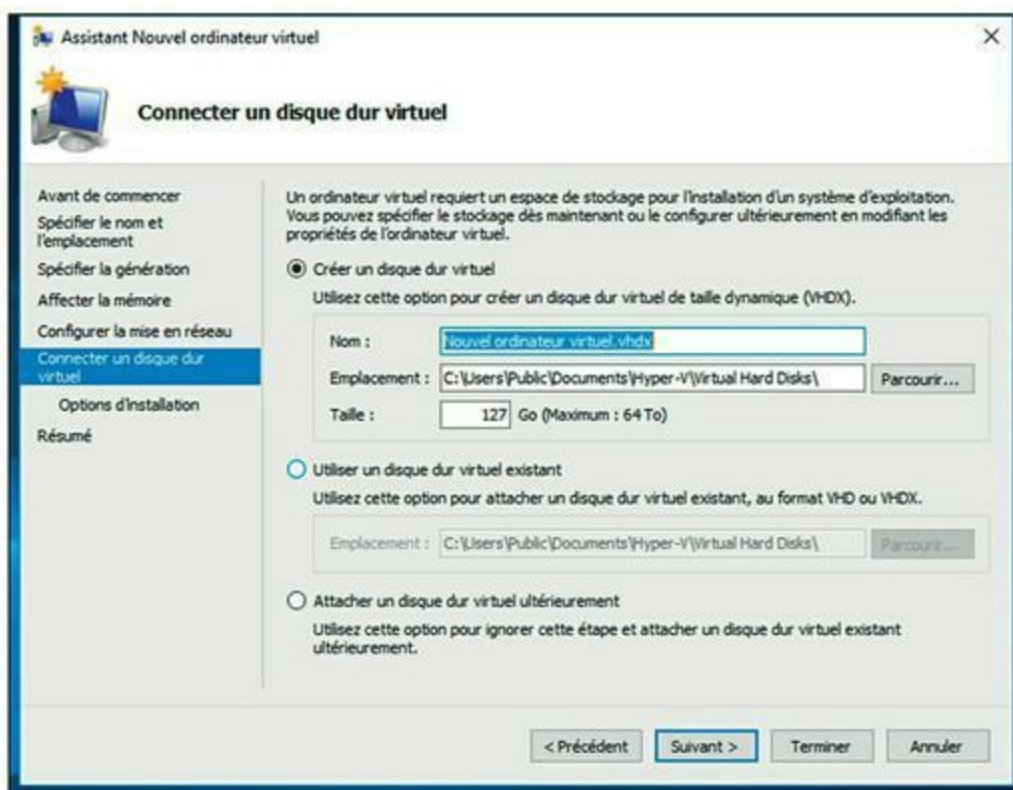 Assistant Nouvel ordinateur virtuel
Connecter un disque dur virtuel
Avant de commencer
Spécifier le nom et
l'emplacement
Spécifier la génération
Affecter la mémoire
Configurer la mise en réseau
Connecter un disque dur
virtuel
Options d'installation
Résumé
Un ordinateur virtuel requiert un espace de stockage pour l'installation d'un système d'exploitation.
Vous pouvez spécifier le stockage dès maintenant ou le configurer ultérieurement en modifiant les
propriétés de l'ordinateur virtuel.
Créer un disque dur virtuel
Utilisez cette option pour créer un disque dur virtuel de taille dynamique (VHDX).
Nom : Nouvel ordinateur virtuel.vhdx
Emplacement : C:\Users\Public\Documents\Hyper-V\Virtual Hard Disks\ Parcourir...
Taille : 127 Go (Maximum : 64 To)
Utiliser un disque dur virtuel existant
Utilisez cette option pour attacher un disque dur virtuel existant, au format VHD ou VHDX.
Emplacement : C:\Users\Public\Documents\Hyper-V\Virtual Hard Disks\ Parcourir...
Attacher un disque dur virtuel ultérieurement
Utilisez cette option pour ignorer cette étape et attacher un disque dur virtuel existant
ultérieurement.
< Précédent Suivant > Terminer Annuler